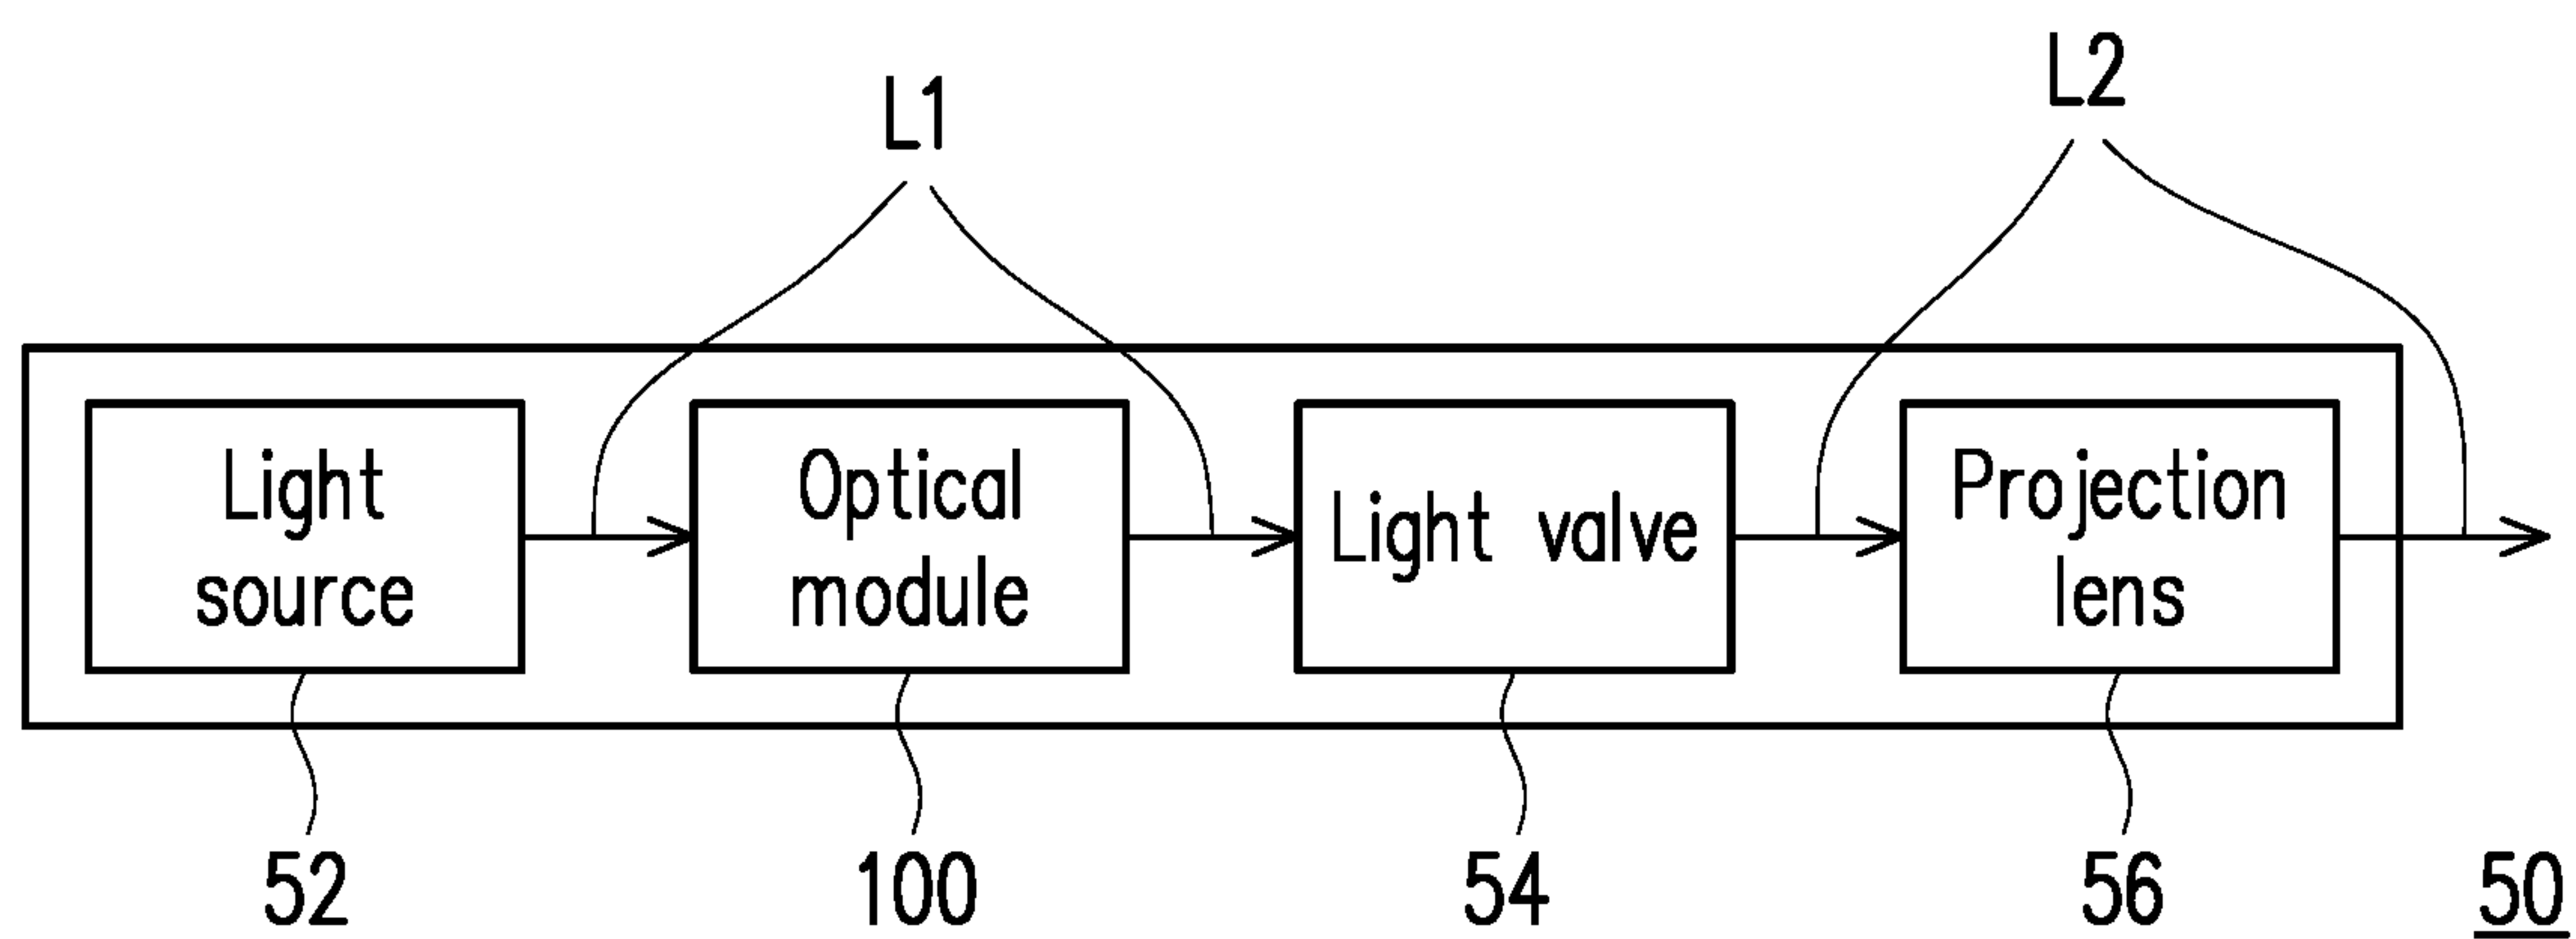 L1
L2
Light
source
Optical
module
Light valve
Projection
lens
52
100
54
56
50